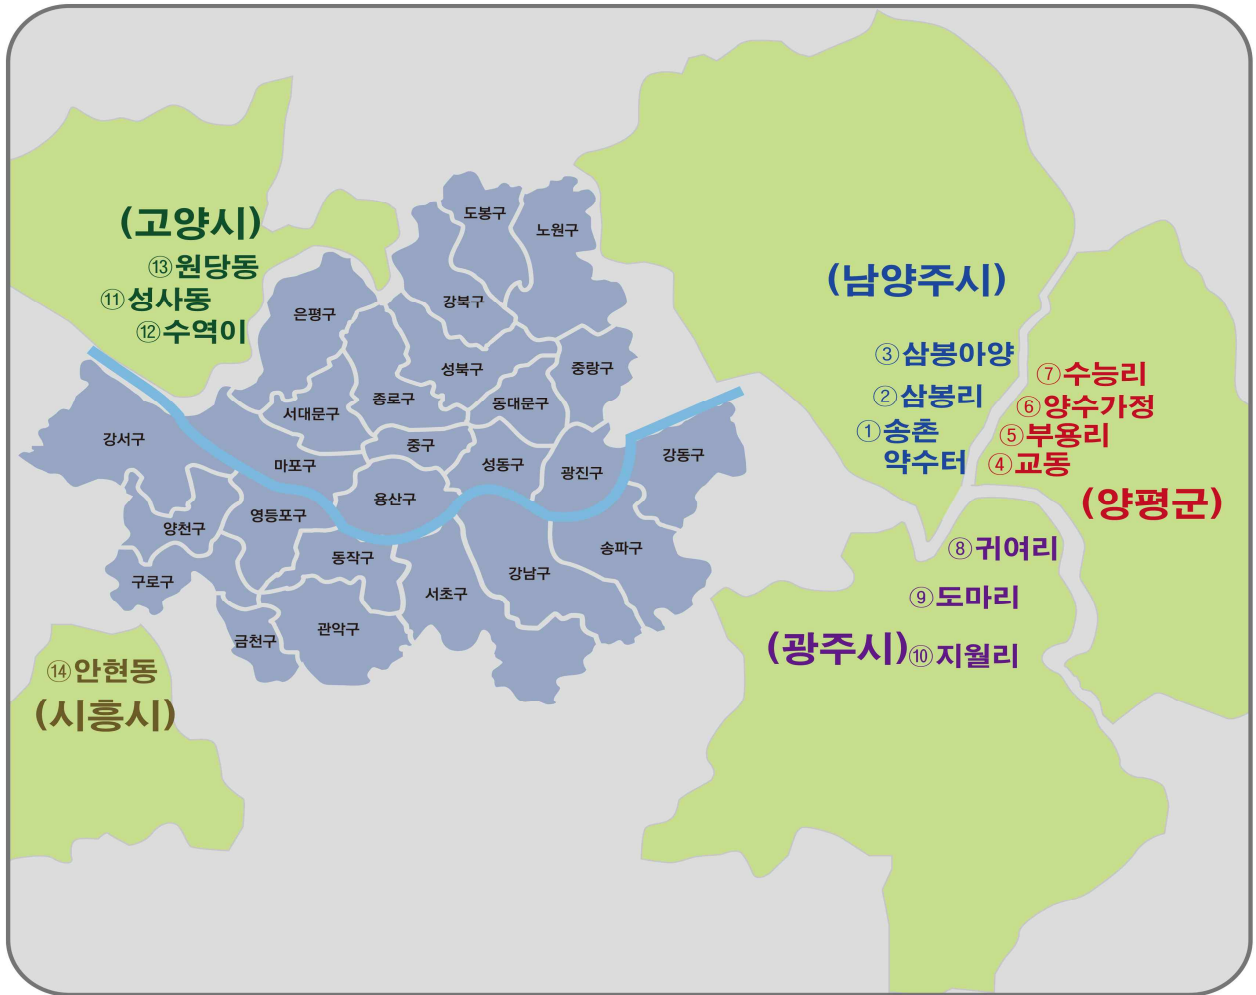 (고양시)
⑬원당동
⑪성사동
⑫수역이
도봉구
노원구
강북구
은평구
성북구
중랑구
종로구
동대문구
서대문구
강서구
중구
마포구
성동구
광진구
강동구
용산구
영등포구
양천구
동작구
송파구
구로구
강남구
서초구
관악구
금천구
(남양주시)
③삼봉아양
②삼봉리
①송촌
약수터
⑦수능리
⑥양수가정
⑤부용리
④교동
(양평군)
⑧귀여리
⑨도마리
(광주시)
⑩지월리
⑭안현동
(시흥시)